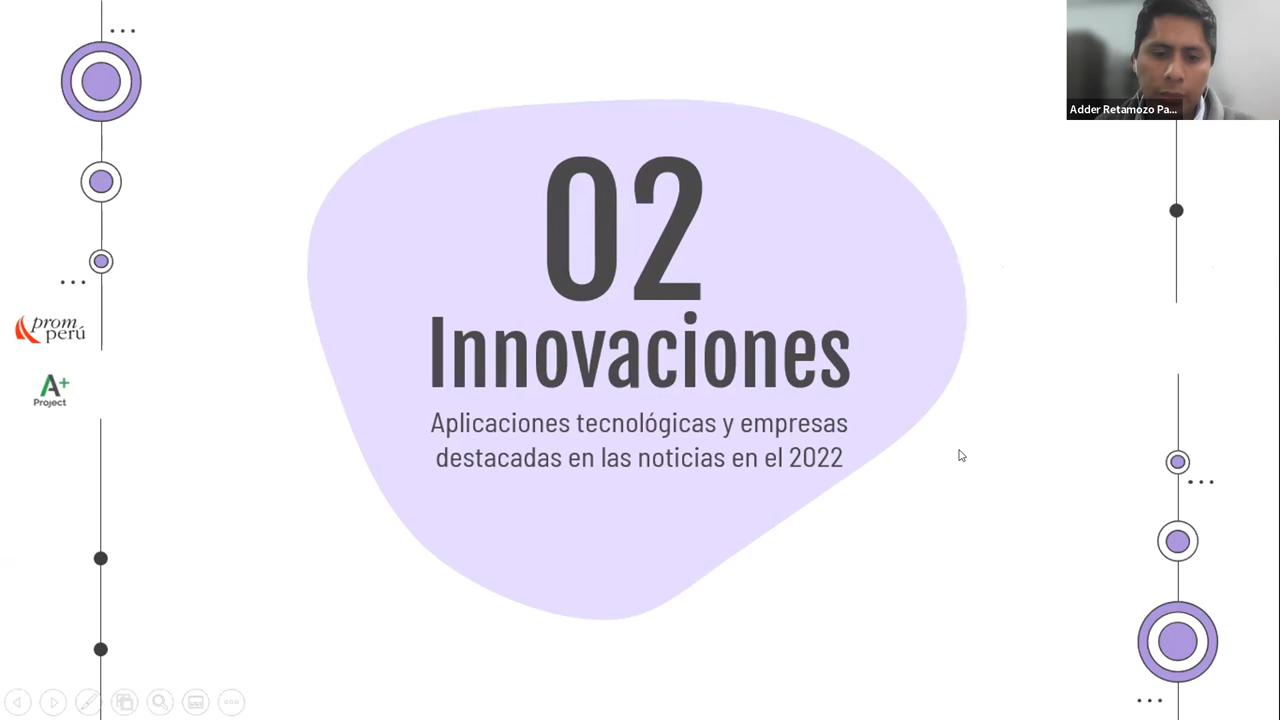 Adder Retamozo Pa...
02
Innovaciones
Aplicaciones tecnológicas y empresas
destacadas en las noticias en el 2022
prom
perú
A+
Project